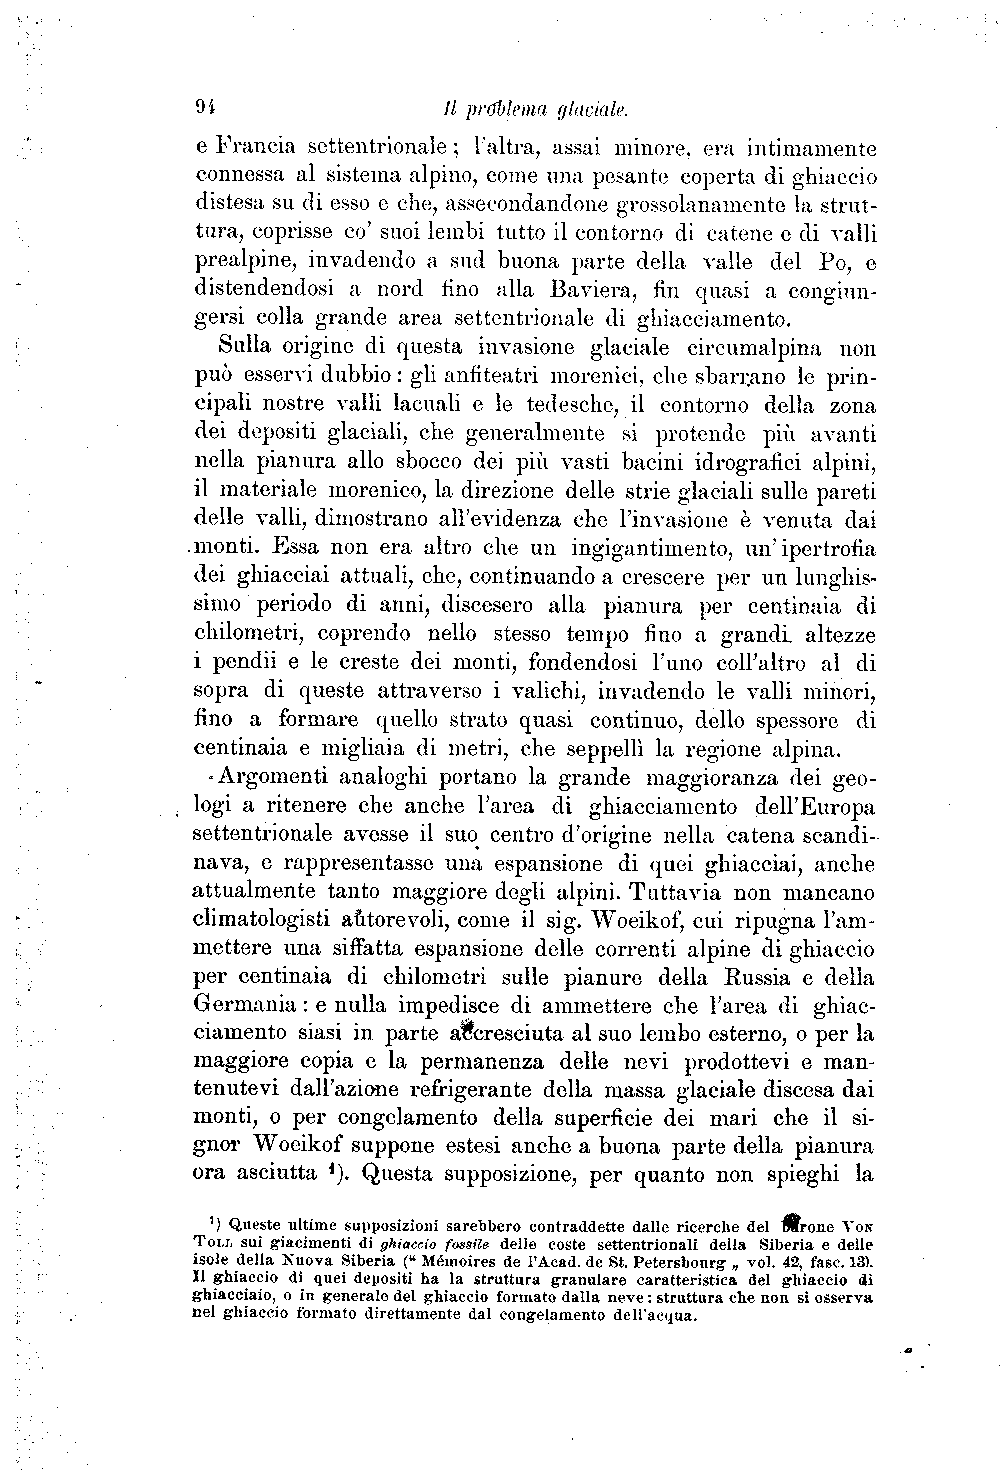 94 Il problema glaciale.
e Francia settentrionale; l'altra, assai minore, era intimamente
connessa al sistema alpino, come una pesante coperta di ghiaccio
distesa su di esso e che, assecondandone grossolanamente la strut-
tura, coprisse co' suoi lembi tutto il contorno di catene e di valli
prealpine, invadendo a sud buona parte della valle del Po, e
distendendosi a nord fino alla Baviera, fin quasi a congiun-
gersi colla grande area settentrionale di ghiacciamento.
Sulla origine di questa invasione glaciale circumalpina non
può esservi dubbio: gli anfiteatri morenici, che sbarrano le prin-
cipali nostre valli lacuali e le tedesche, il contorno della zona
dei depositi glaciali, che generalmente si protende più avanti
nella pianura allo sbocco dei più vasti bacini idrografici alpini,
il materiale morenico, la direzione delle strie glaciali sulle pareti
delle valli, dimostrano all'evidenza che l'invasione è venuta dai
monti. Essa non era altro che un ingigantimento, un' ipertrofia
dei ghiacciai attuali, che, continuando a crescere per un lunghis-
simo periodo di anni, discesero alla pianura per centinaia di
chilometri, coprendo nello stesso tempo fino a grandi altezze
i pendii e le creste dei monti, fondendosi l'uno coll'altro al di
sopra di queste attraverso i valichi, invadendo le valli minori,
fino a formare quello strato quasi continuo, dello spessore di
centinaia e migliaia di metri, che seppellì la regione alpina.
Argomenti analoghi portano la grande maggioranza dei geo-
logi a ritenere che anche l'area di ghiacciamento dell'Europa
settentrionale avesse il suo centro d'origine nella catena scandi-
nava, e rappresentasse una espansione di quei ghiacciai, anche
attualmente tanto maggiore degli alpini. Tuttavia non mancano
climatologisti autorevoli, come il sig. Woeikof, cui ripugna l'am-
mettere una siffatta espansione delle correnti alpine di ghiaccio
per centinaia di chilometri sulle pianure della Russia e della
Germania: e nulla impedisce di ammettere che l'area di ghiac-
ciamento siasi in parte accresciuta al suo lembo esterno, o per la
maggiore copia e la permanenza delle nevi prodottevi e man-
tenutevi dall'azione refrigerante della massa glaciale discesa dai
monti, o per congelamento della superficie dei mari che il si-
gnor Woeikof suppone estesi anche a buona parte della pianura
ora asciutta ¹). Questa supposizione, per quanto non spieghi la
¹) Queste ultime supposizioni sarebbero contraddette dalle ricerche del barone VON
TOLL sui giacimenti di ghiaccio fossile delle coste settentrionali della Siberia e delle
isole della Nuova Siberia (“ Mémoires de l'Acad. de St. Petersbourg „ vol. 42, fasc. 13).
Il ghiaccio di quei depositi ha la struttura granulare caratteristica del ghiaccio di
ghiacciaio, o in generale del ghiaccio formato dalla neve: struttura che non si osserva
nel ghiaccio formato direttamente dal congelamento dell'acqua.